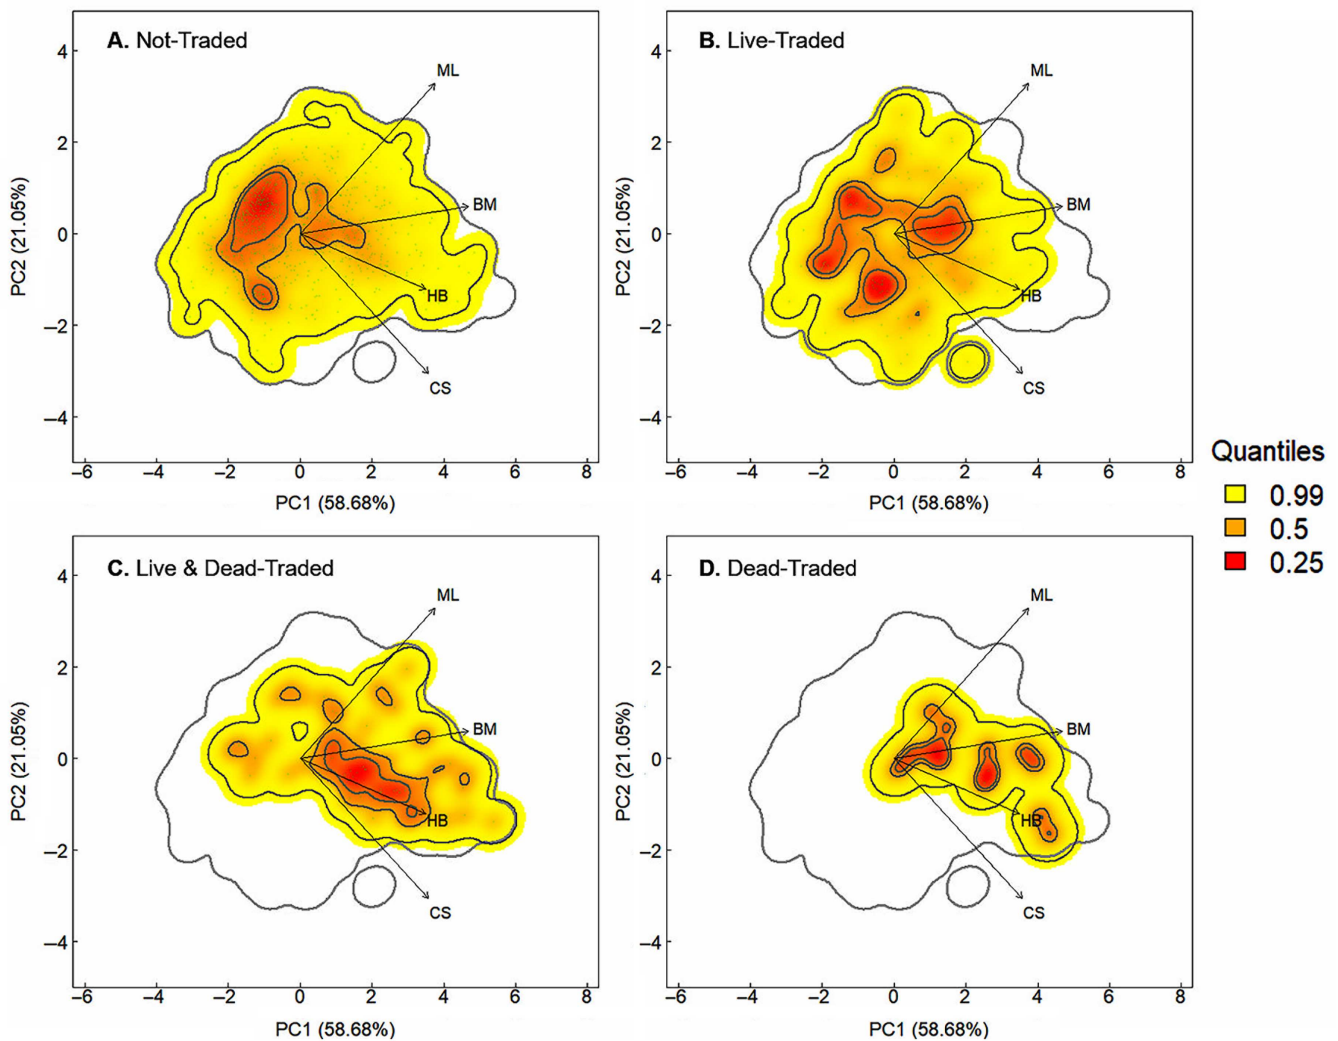 A. Not-Traded
B. Live-Traded
4
2
0
–2
–4
PC2 (21.05%)
ML
BM
HB
CS
–6 –4 –2 0 2 4 6 8
PC1 (58.68%)
4
2
0
–2
–4
PC2 (21.05%)
ML
BM
HB
CS
–6 –4 –2 0 2 4 6 8
PC1 (58.68%)
Quantiles
0.99
0.5
0.25
C. Live & Dead-Traded
4
2
0
–2
–4
PC2 (21.05%)
ML
BM
HB
CS
–6 –4 –2 0 2 4 6 8
PC1 (58.68%)
D. Dead-Traded
4
2
0
–2
–4
PC2 (21.05%)
ML
BM
HB
CS
–6 –4 –2 0 2 4 6 8
PC1 (58.68%)